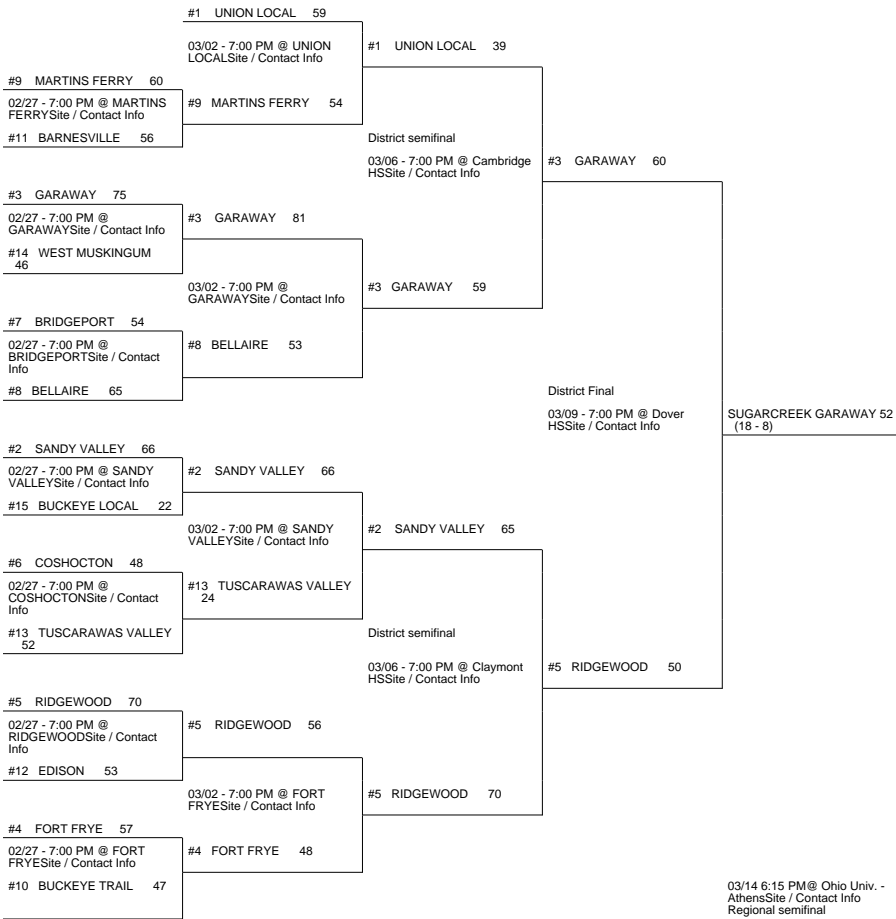 #1 UNION LOCAL 59
03/02 - 7:00 PM @ UNION
LOCALSite / Contact Info
#1 UNION LOCAL 39
#9 MARTINS FERRY 60
02/27 - 7:00 PM @ MARTINS
FERRYSite / Contact Info
#9 MARTINS FERRY 54
#11 BARNESVILLE 56
District semifinal
03/06 - 7:00 PM @ Cambridge
HSSite / Contact Info
#3 GARAWAY 60
#3 GARAWAY 75
02/27 - 7:00 PM @
GARAWAYSite / Contact Info
#3 GARAWAY 81
#14 WEST MUSKINGUM
46
03/02 - 7:00 PM @
GARAWAYSite / Contact Info
#3 GARAWAY 59
#7 BRIDGEPORT 54
02/27 - 7:00 PM @
BRIDGEPORTSite / Contact
Info
#8 BELLAIRE 53
#8 BELLAIRE 65
District Final
03/09 - 7:00 PM @ Dover
HSSite / Contact Info
SUGARCREEK GARAWAY 52
(18 - 8)
#2 SANDY VALLEY 66
02/27 - 7:00 PM @ SANDY
VALLEYSite / Contact Info
#2 SANDY VALLEY 66
#15 BUCKEYE LOCAL 22
03/02 - 7:00 PM @ SANDY
VALLEYSite / Contact Info
#2 SANDY VALLEY 65
#6 COSHOCTON 48
02/27 - 7:00 PM @
COSHOCTONSite / Contact
Info
#13 TUSCARAWAS VALLEY
24
#13 TUSCARAWAS VALLEY
52
District semifinal
03/06 - 7:00 PM @ Claymont
HSSite / Contact Info
#5 RIDGEWOOD 50
#5 RIDGEWOOD 70
02/27 - 7:00 PM @
RIDGEWOODSite / Contact
Info
#5 RIDGEWOOD 56
#12 EDISON 53
03/02 - 7:00 PM @ FORT
FRYESite / Contact Info
#5 RIDGEWOOD 70
#4 FORT FRYE 57
02/27 - 7:00 PM @ FORT
FRYESite / Contact Info
#4 FORT FRYE 48
#10 BUCKEYE TRAIL 47
03/14 6:15 PM@ Ohio Univ. -
AthensSite / Contact Info
Regional semifinal